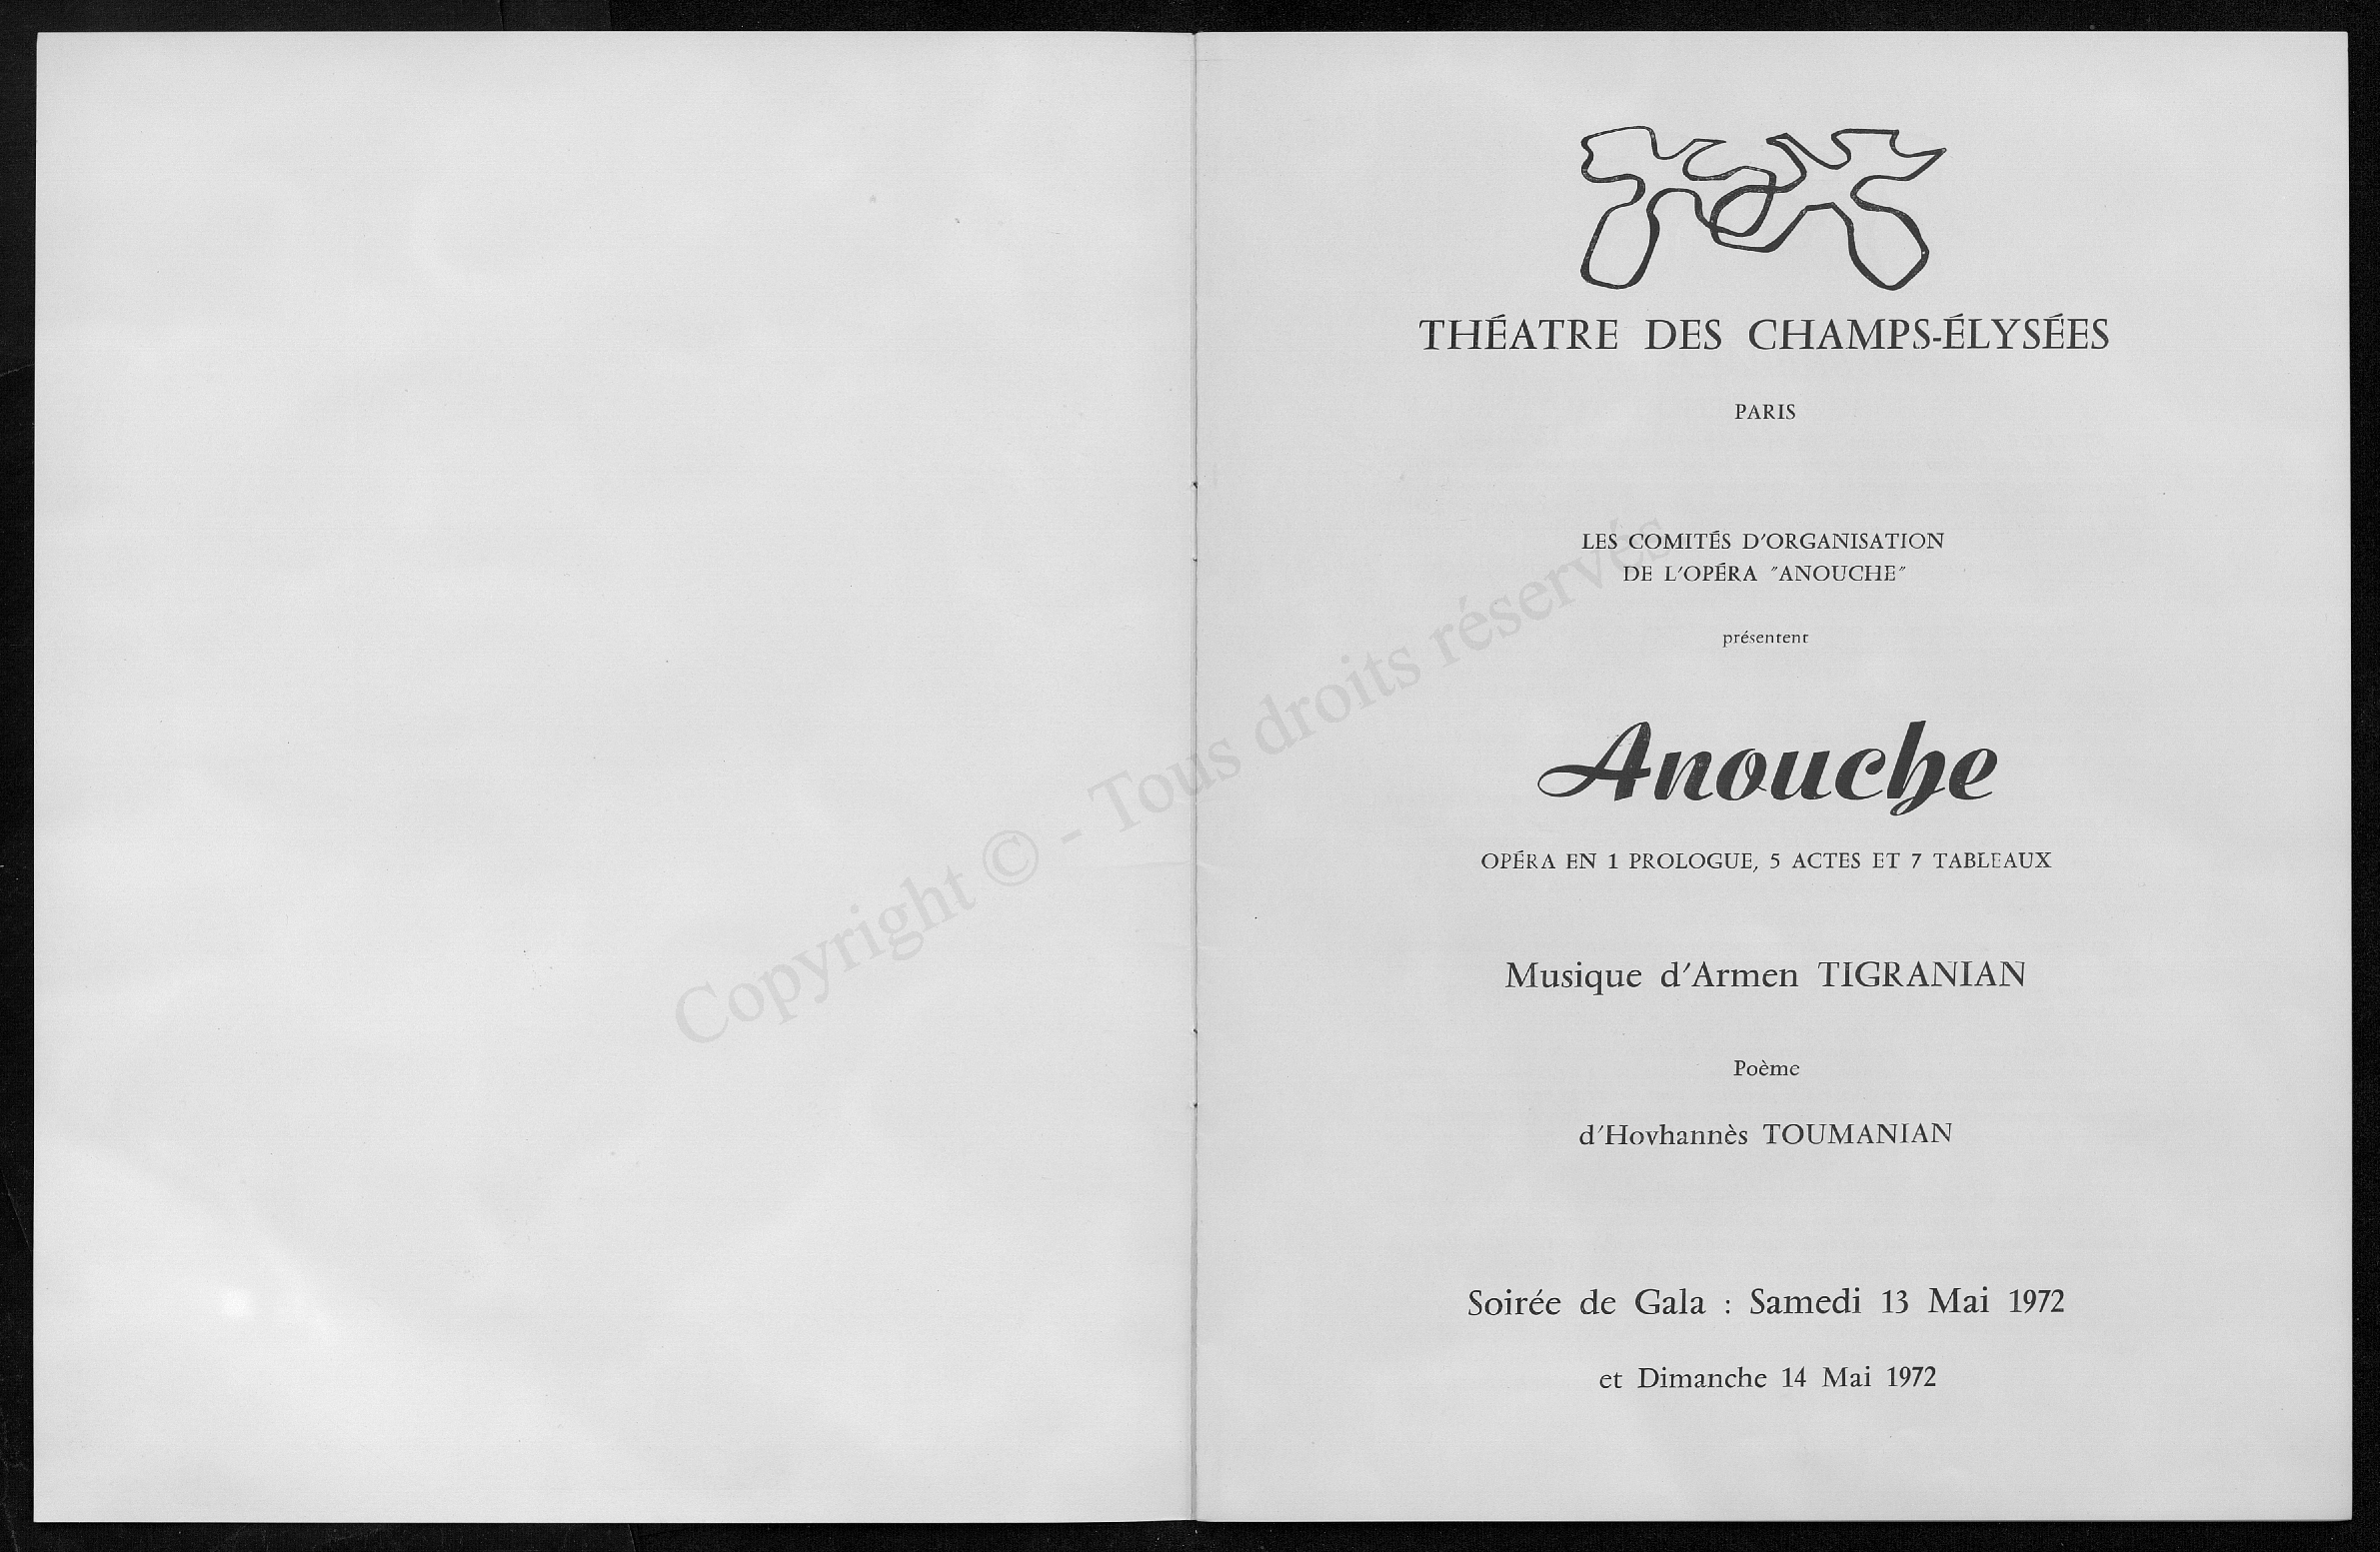 THÉATRE DES CHAMPS-ÉLYSÉES
PARIS
LES COMITÉS D'ORGANISATION
DE L'OPÉRA "ANOUCHE"
présentent
Anouche
OPÉRA EN 1 PROLOGUE, 5 ACTES ET 7 TABLEAUX
Musique d'Armen TIGRANIAN
Poème
d'Hovhannès TOUMANIAN
Soirée de Gala : Samedi 13 Mai 1972
et Dimanche 14 Mai 1972
Copyright © - Tous droits réservés